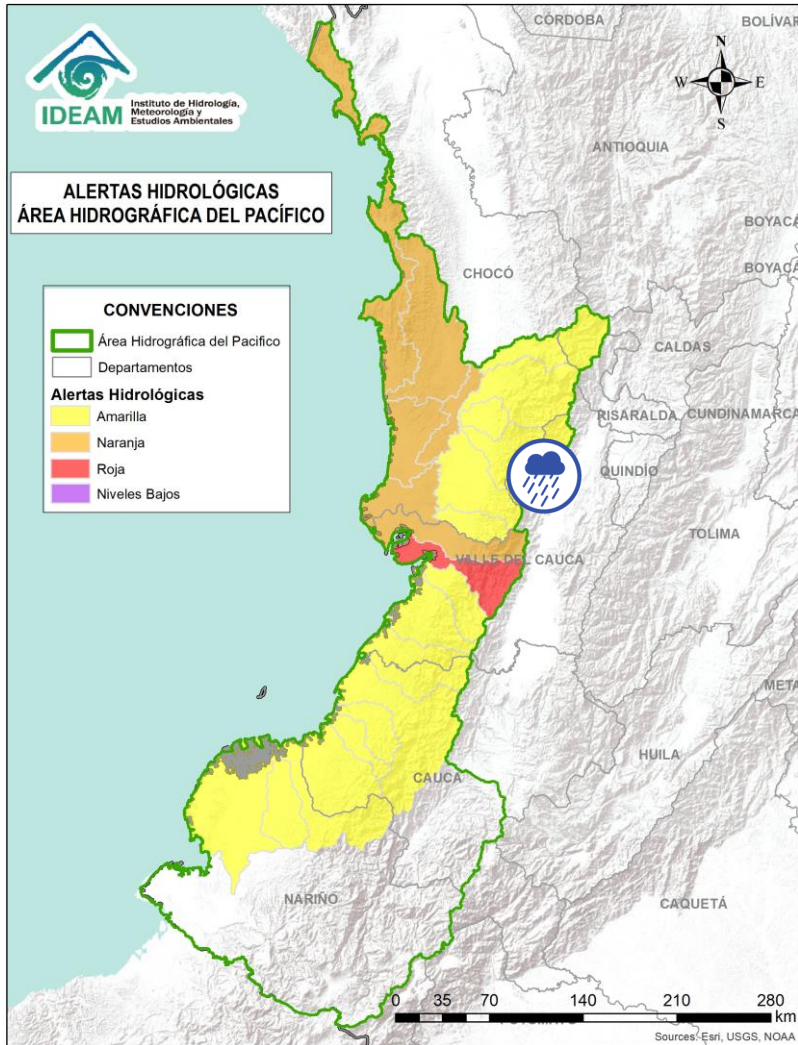 CÓRDOBA
BOLÍVAR
N
W
E
S
IDEAM
Instituto de Hidrología,
Meteorología y
Estudios Ambientales
ANTIOQUIA
ALERTAS HIDROLÓGICAS
ÁREA HIDROGRÁFICA DEL PACÍFICO
BOYACÁ
BOYACÁ
CHOCÓ
CONVENCIONES
Área Hidrográfica del Pacifico
Departamentos
Alertas Hidrológicas
Amarilla
Naranja
Roja
Niveles Bajos
CALDAS
RISARALDA
CUNDINAMARCA
QUINDÍO
TOLIMA
VALLE DEL CAUCA
META
HUILA
CAUCA
NARIÑO
CAQUETÁ
0 35 70 140 210 280
km
Sources: Esri, USGS, NOAA